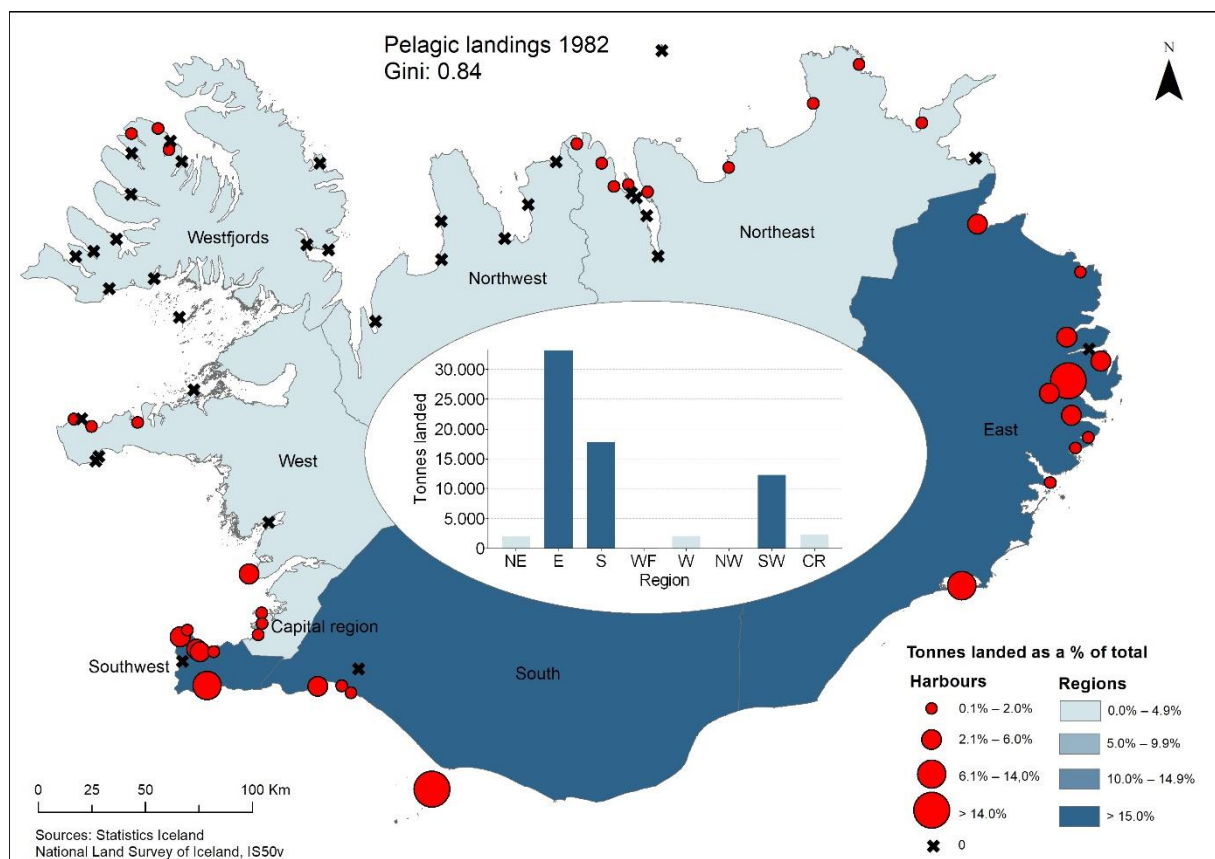 Pelagic landings 1982
Gini: 0.84
N
Westfjords
Northwest
Northeast
West
East
Capital region
Southwest
South
Tonnes landed
30.000
25.000
20.000
15.000
10.000
5.000
0
NE E S WF W NW SW CR
Region
Tonnes landed as a % of total
Harbours Regions
0.1% – 2.0% 0.0% – 4.9%
2.1% – 6.0% 5.0% – 9.9%
6.1% – 14,0% 10.0% – 14.9%
> 14.0% > 15.0%
0
0 25 50 100 Km
Sources: Statistics Iceland
National Land Survey of Iceland, IS50v